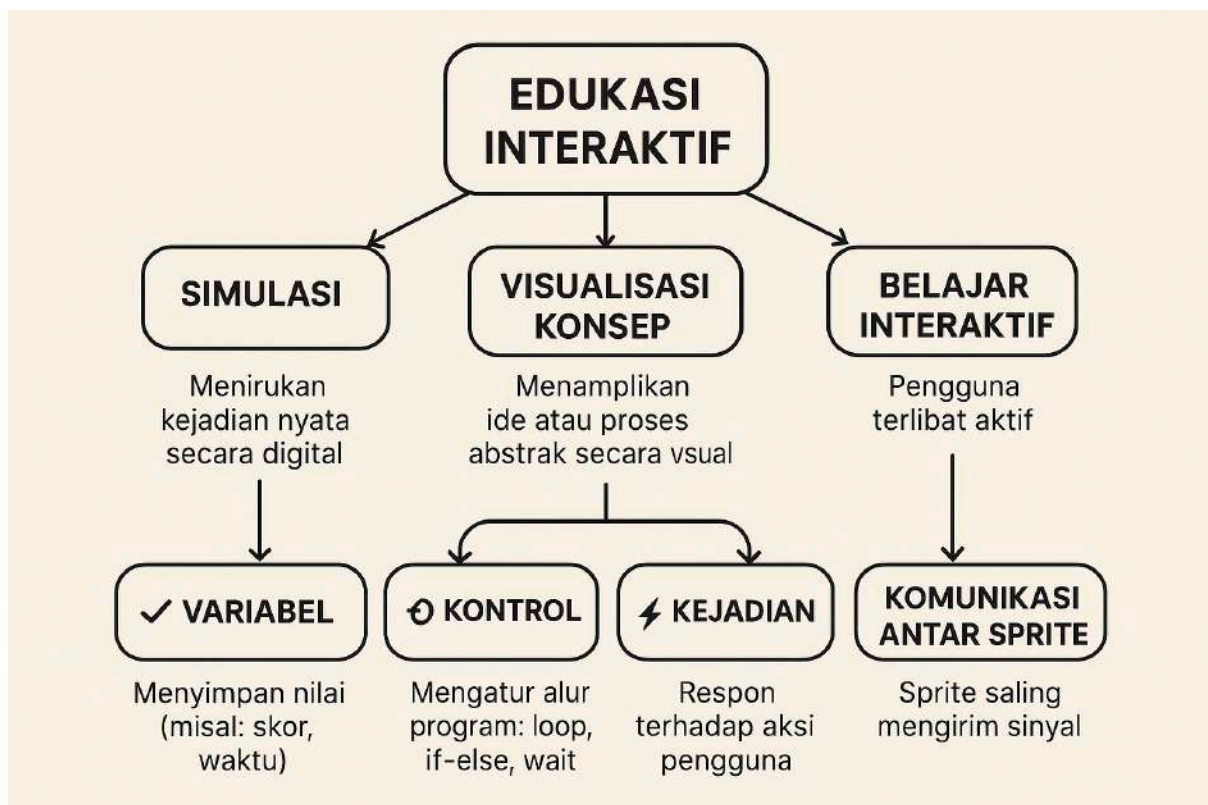 EDUKASI
INTERAKTIF
SIMULASI
Menirukan
kejadian nyata
secara digital
VISUALISASI
KONSEP
Menamplikan
ide atau proses
abstrak secara vsual
BELAJAR
INTERAKTIF
Pengguna
terlibat aktif
VARIABEL
Menyimpan nilai
(misal: skor,
waktu)
KONTROL
Mengatur alur
program: loop,
if-else, wait
KEJADIAN
Respon
terhadap aksi
pengguna
KOMUNIKASI
ANTAR SPRITE
Sprite saling
mengirim sinyal